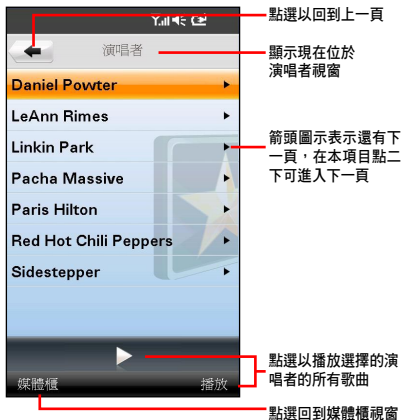 點選以回到上一頁
演唱者
顯示現在位於
演唱者視窗
Daniel Powter
LeAnn Rimes
Linkin Park
箭頭圖示表示還有下
一頁，在本項目點二
下可進入下一頁
Pacha Massive
Paris Hilton
Red Hot Chili Peppers
Sidestepper
點選以播放選擇的演
唱者的所有歌曲
媒體櫃
播放
點選回到媒體櫃視窗